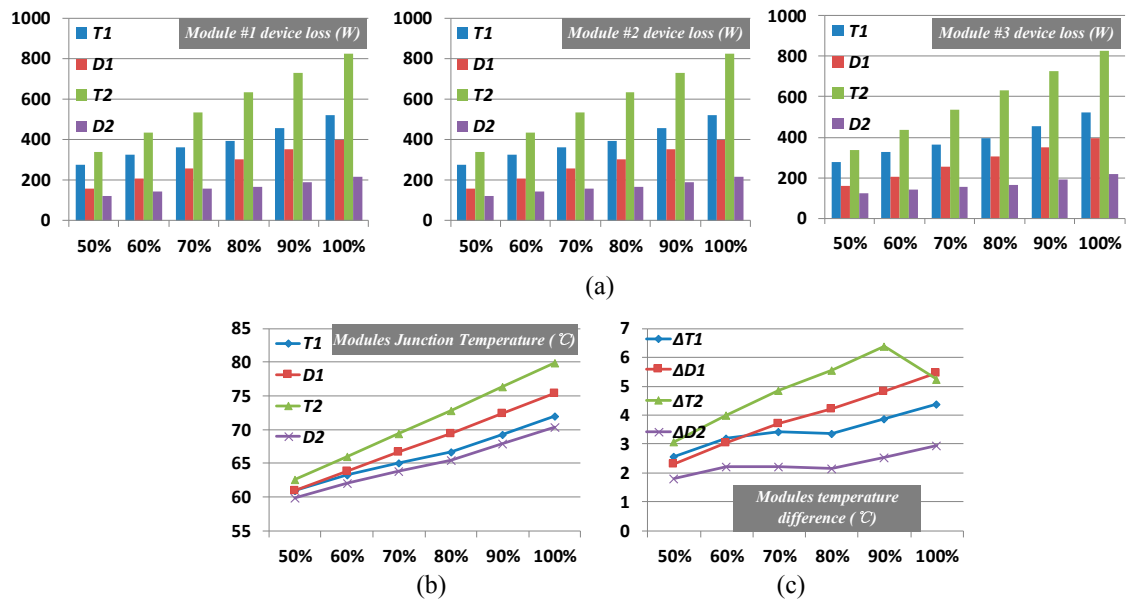 1000
800
600
400
200
0
T1
D1
T2
D2
Module #1 device loss (W)
50% 60% 70% 80% 90% 100%
1000
800
600
400
200
0
T1
D1
T2
D2
Module #2 device loss (W)
50% 60% 70% 80% 90% 100%
1000
800
600
400
200
0
T1
D1
T2
D2
Module #3 device loss (W)
50% 60% 70% 80% 90% 100%
(a)
85
80
75
70
65
60
55
T1
D1
T2
D2
Modules Junction Temperature (℃)
50% 60% 70% 80% 90% 100%
(b)
7
6
5
4
3
2
1
0
ΔT1
ΔD1
ΔT2
ΔD2
Modules temperature
difference (℃)
50% 60% 70% 80% 90% 100%
(c)